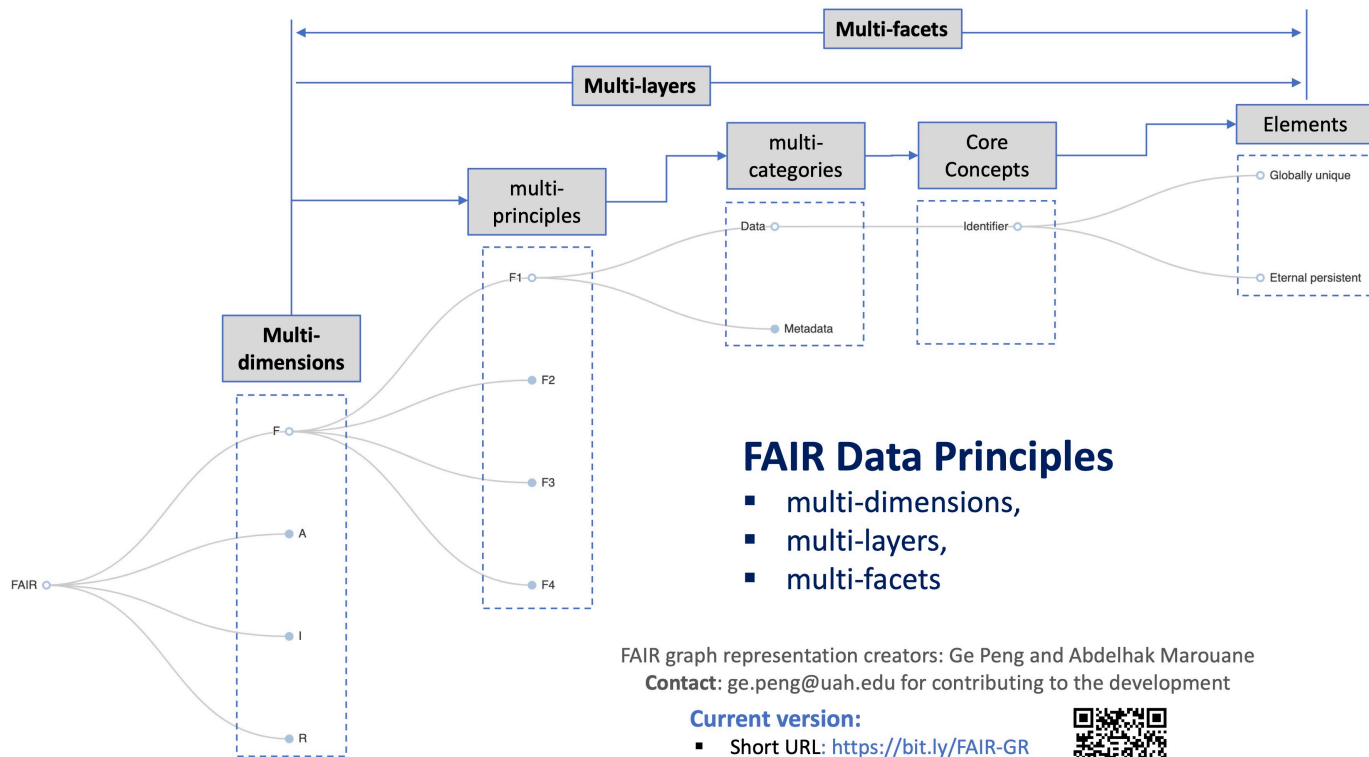 Multi-facets
Multi-layers
Elements
multi-
categories
Core
Concepts
multi-
principles
Globally unique
Data
Identifier
F1
Eternal persistent
Multi-
dimensions
Metadata
F2
F
FAIR Data Principles
▪ multi-dimensions,
F3
▪ multi-layers,
A
▪ multi-facets
FAIR
F4
I
FAIR graph representation creators: Ge Peng and Abdelhak Marouane
Contact: ge.peng@uah.edu for contributing to the development
Current version:
R
▪ Short URL: https://bit.ly/FAIR-GR